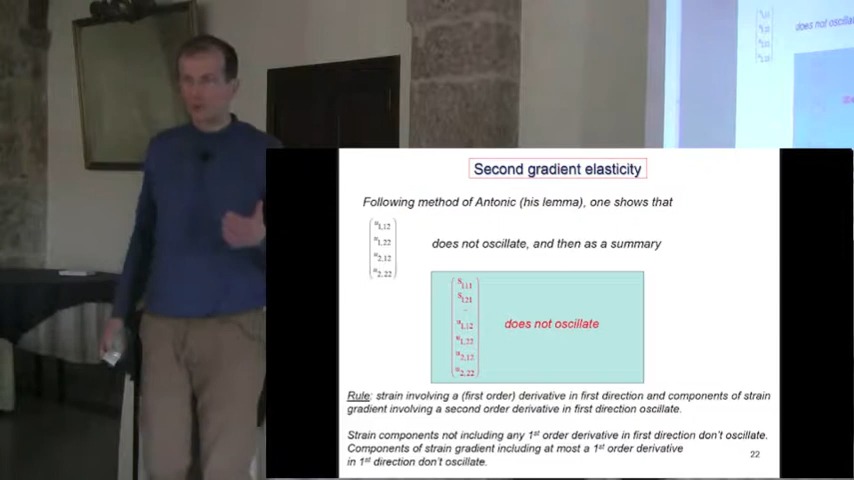 Second gradient elasticity
Following method of Antonic (his lemma), one shows that
u1,12
u1,22
u2,12
u2,22
does not oscillate, and then as a summary
S111
S121
u1,12
u1,22
u2,12
u2,22
does not oscillate
Rule: strain involving a (first order) derivative in first direction and components of strain
gradient involving a second order derivative in first direction oscillate.
Strain components not including any 1st order derivative in first direction don't oscillate.
Components of strain gradient including at most a 1st order derivative
in 1st direction don't oscillate.
22
does not oscilla